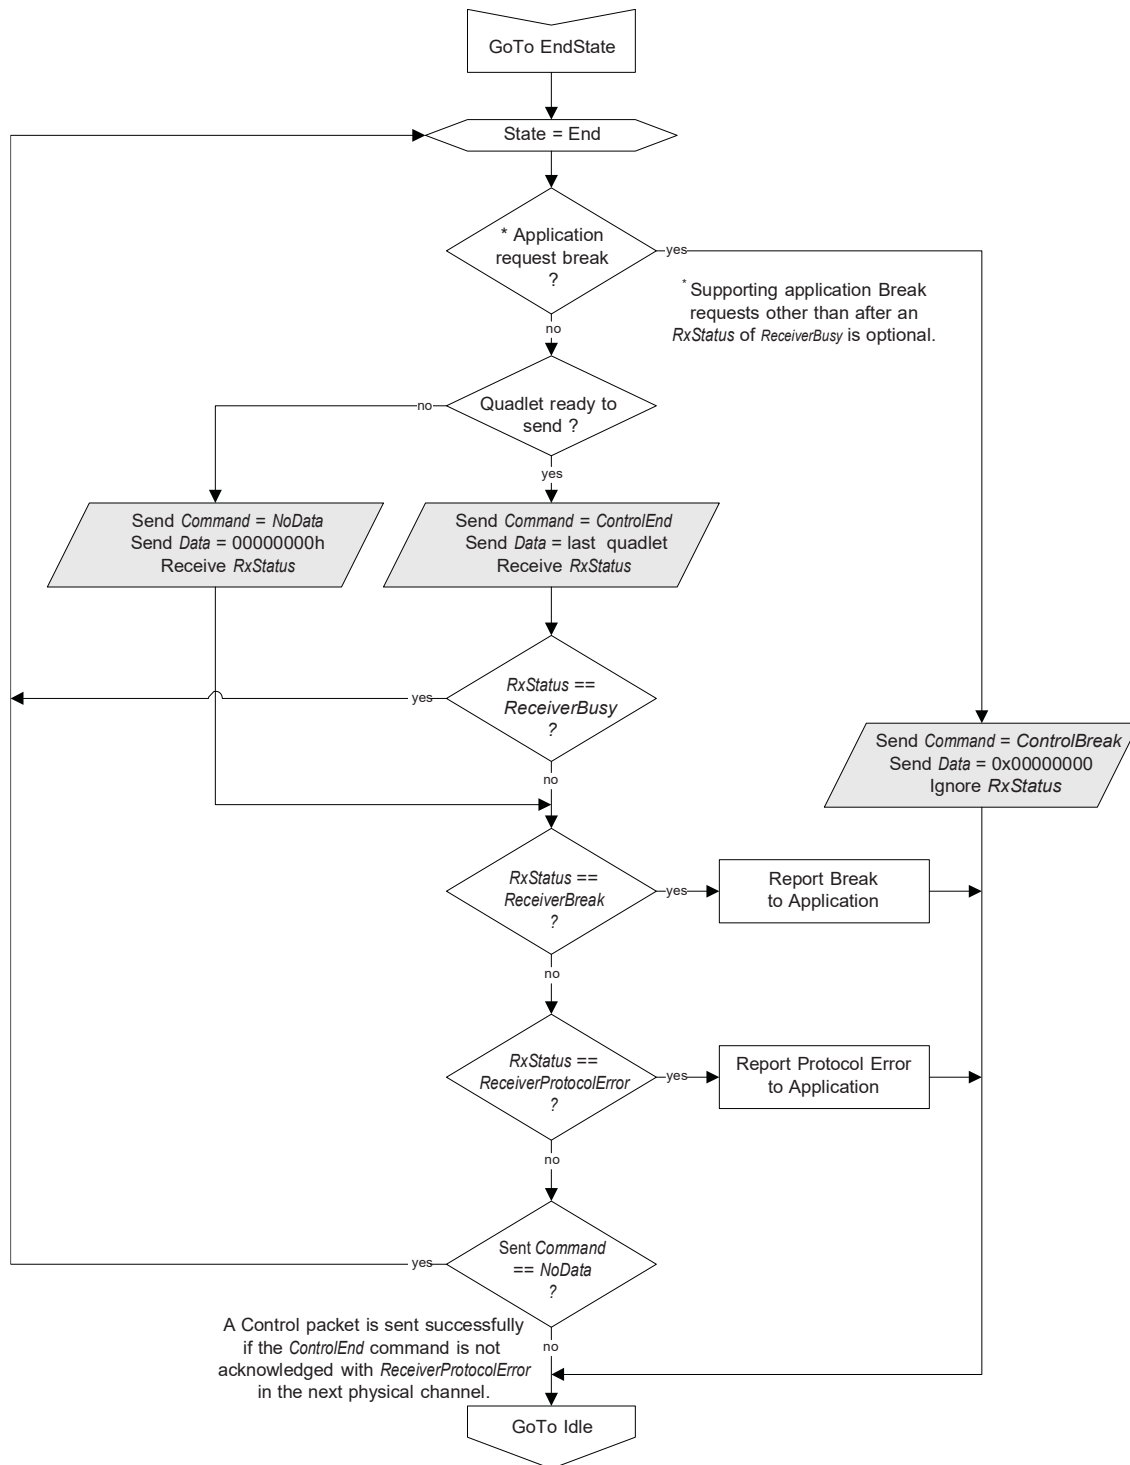 GoTo EndState
State = End
* Application
request break
?
yes
* Supporting application Break
requests other than after an
RxStatus of ReceiverBusy is optional.
no
Quadlet ready to
send ?
no
yes
Send Command = NoData
Send Data = 00000000h
Receive RxStatus
Send Command = ControlEnd
Send Data = last quadlet
Receive RxStatus
RxStatus ==
ReceiverBusy
?
yes
no
Send Command = ControlBreak
Send Data = 0x00000000
Ignore RxStatus
RxStatus ==
ReceiverBreak
?
yes
Report Break
to Application
no
RxStatus ==
ReceiverProtocolError
?
yes
Report Protocol Error
to Application
no
Sent Command
== NoData
?
yes
no
A Control packet is sent successfully
if the ControlEnd command is not
acknowledged with ReceiverProtocolError
in the next physical channel.
GoTo Idle